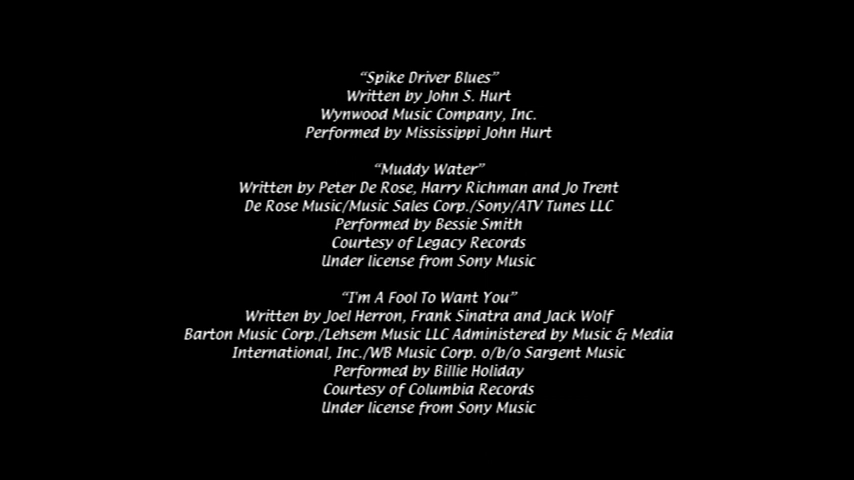 “Spike Driver Blues”
Written by John S. Hurt
Wynwood Music Company, Inc.
Performed by Mississippi John Hurt
“Muddy Water”
Written by Peter De Rose, Harry Richman and Jo Trent
De Rose Music/Music Sales Corp./Sony/ATV Tunes LLC
Performed by Bessie Smith
Courtesy of Legacy Records
Under license from Sony Music
“I'm A Fool To Want You”
Written by Joel Herron, Frank Sinatra and Jack Wolf
Barton Music Corp./Lehsem Music LLC Administered by Music & Media
International, Inc./WB Music Corp. o/b/o Sargent Music
Performed by Billie Holiday
Courtesy of Columbia Records
Under license from Sony Music